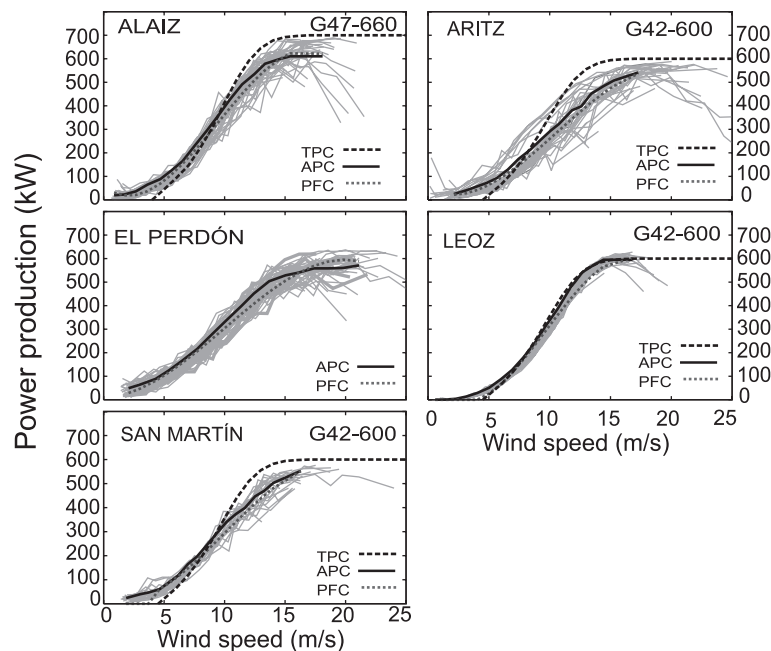 Power production (kW)
ALAIZ G47-660
700
600
500
400
300
200
100
0
TPC
APC
PFC
ARITZ G42-600
700
600
500
400
300
200
100
0
TPC
APC
PFC
EL PERDÓN
700
600
500
400
300
200
100
0
APC
PFC
LEOZ G42-600
700
600
500
400
300
200
100
0
TPC
APC
PFC
0 5 10 15 20 25
Wind speed (m/s)
SAN MARTÍN G42-600
700
600
500
400
300
200
100
0
TPC
APC
PFC
0 5 10 15 20 25
Wind speed (m/s)